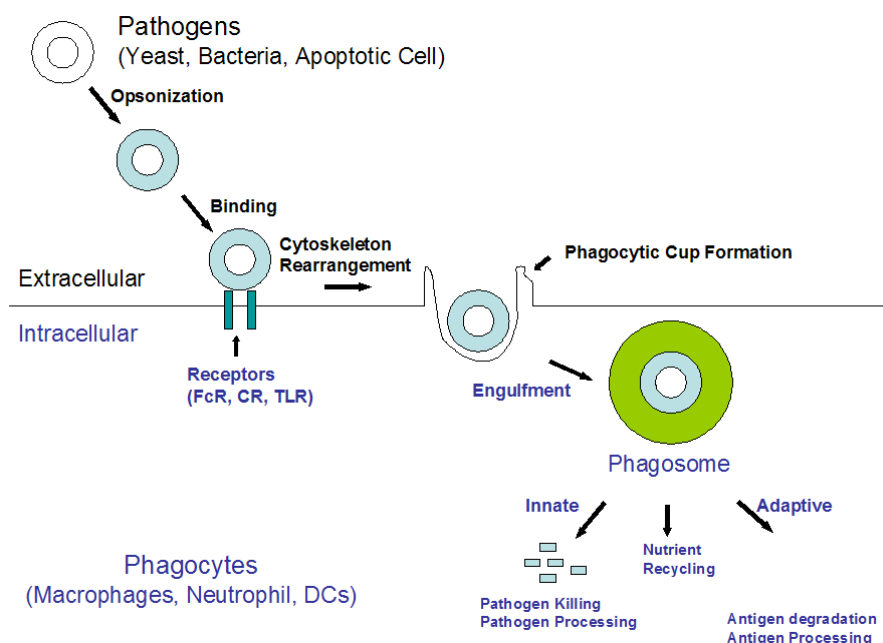 Pathogens
(Yeast, Bacteria, Apoptotic Cell)
Opsonization
Binding
Cytoskeleton
Rearrangement
Phagocytic Cup Formation
Extracellular
Intracellular
Receptors
(FcR, CR, TLR)
Engulfment
Phagosome
Innate
Adaptive
Nutrient
Recycling
Phagocytes
(Macrophages, Neutrophil, DCs)
Pathogen Killing
Pathogen Processing
Antigen degradation
Antigen Processing